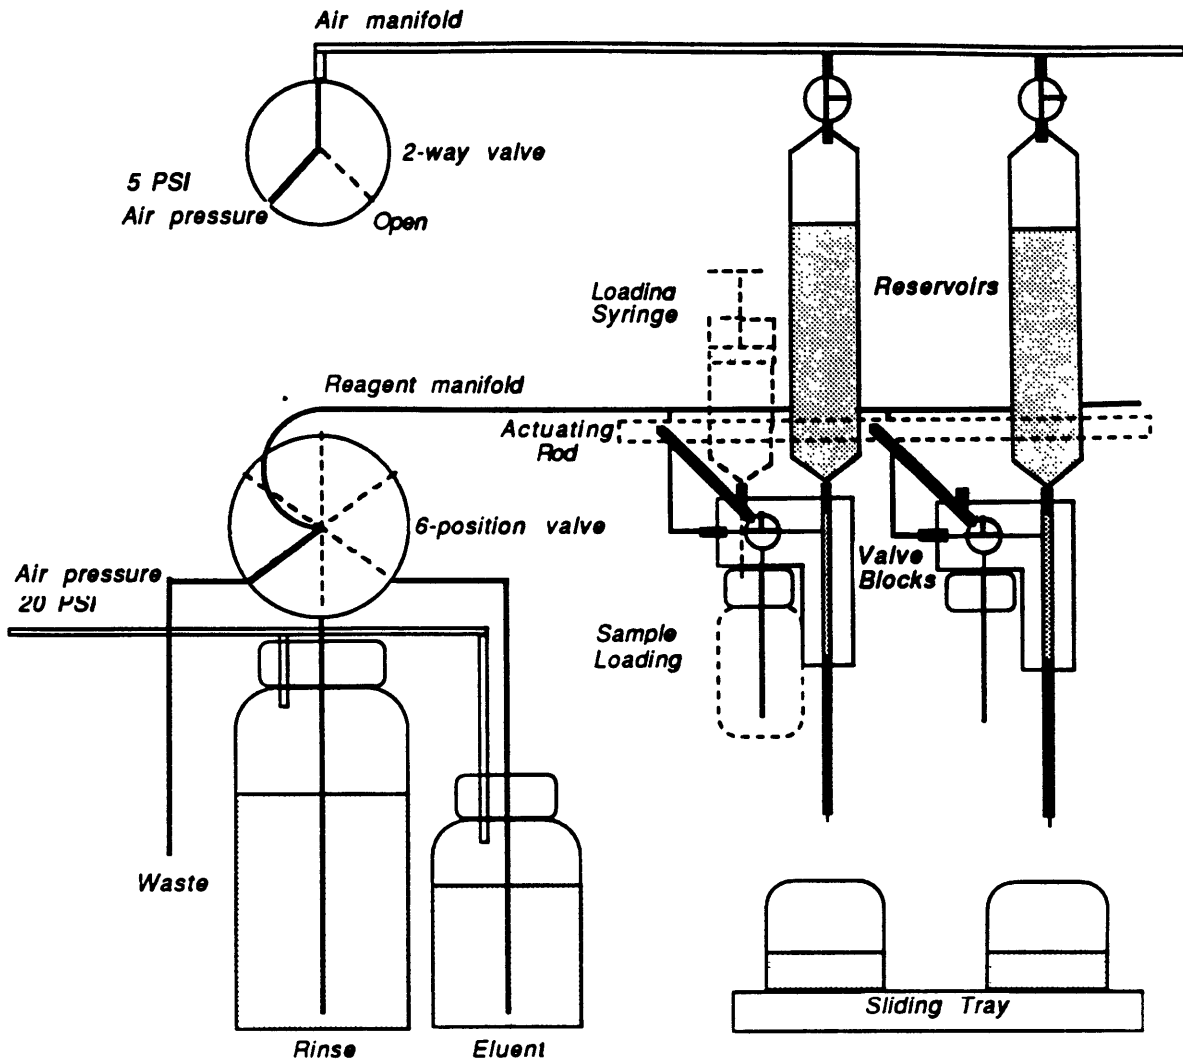 Air manifold
2-way valve
5 PSI
Air pressure
Open
Reservoirs
Loading
Syringe
Reagent manifold
Actuating
Rod
6-position valve
Air pressure
20 PSI
Valve
Blocks
Sample
Loading
Waste
Sliding Tray
Rinse
Eluent